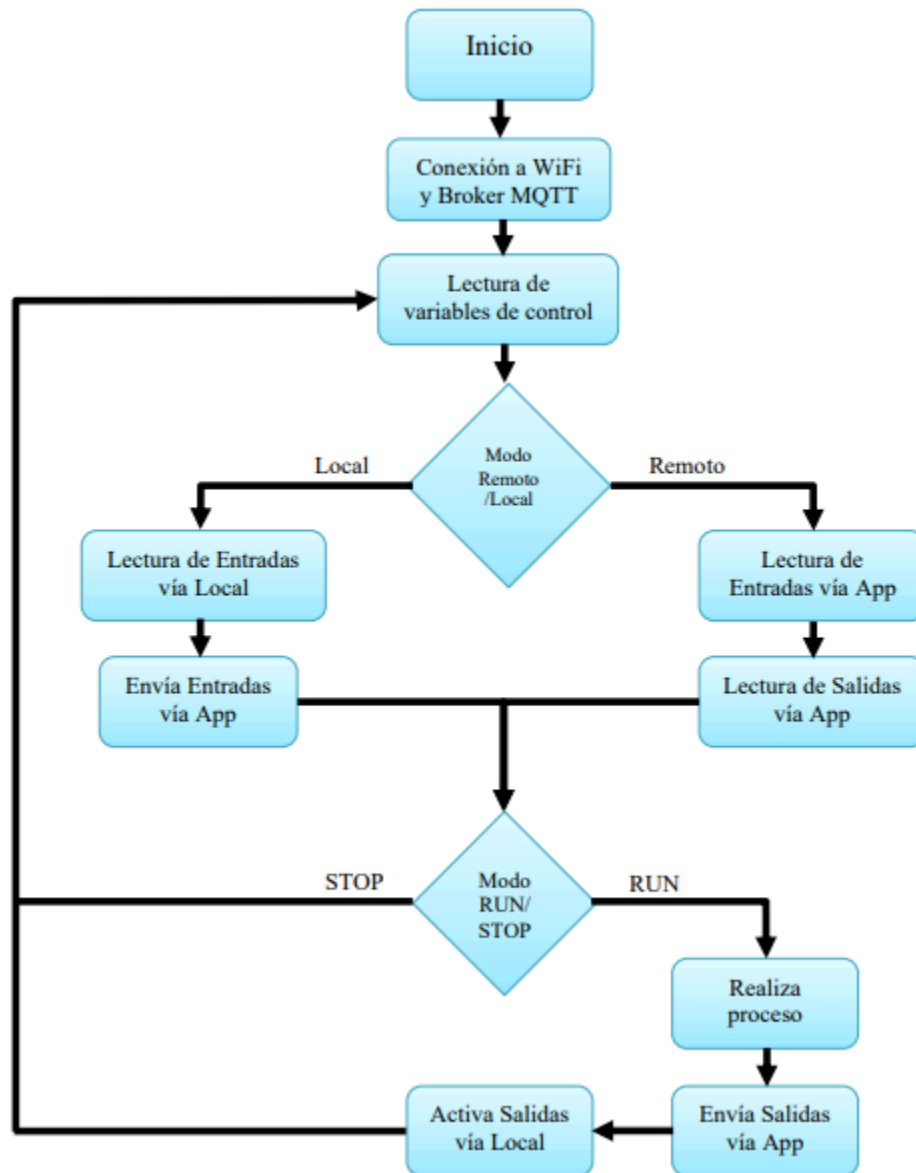 Inicio
Conexión a WiFi
y Broker MQTT
Lectura de
variables de control
Modo
Remoto
/Local
Local
Remoto
Lectura de Entradas
vía Local
Lectura de
Entradas vía App
Envía Entradas
vía App
Lectura de Salidas
vía App
Modo
RUN/
STOP
STOP
RUN
Realiza
proceso
Envía Salidas
vía App
Activa Salidas
vía Local